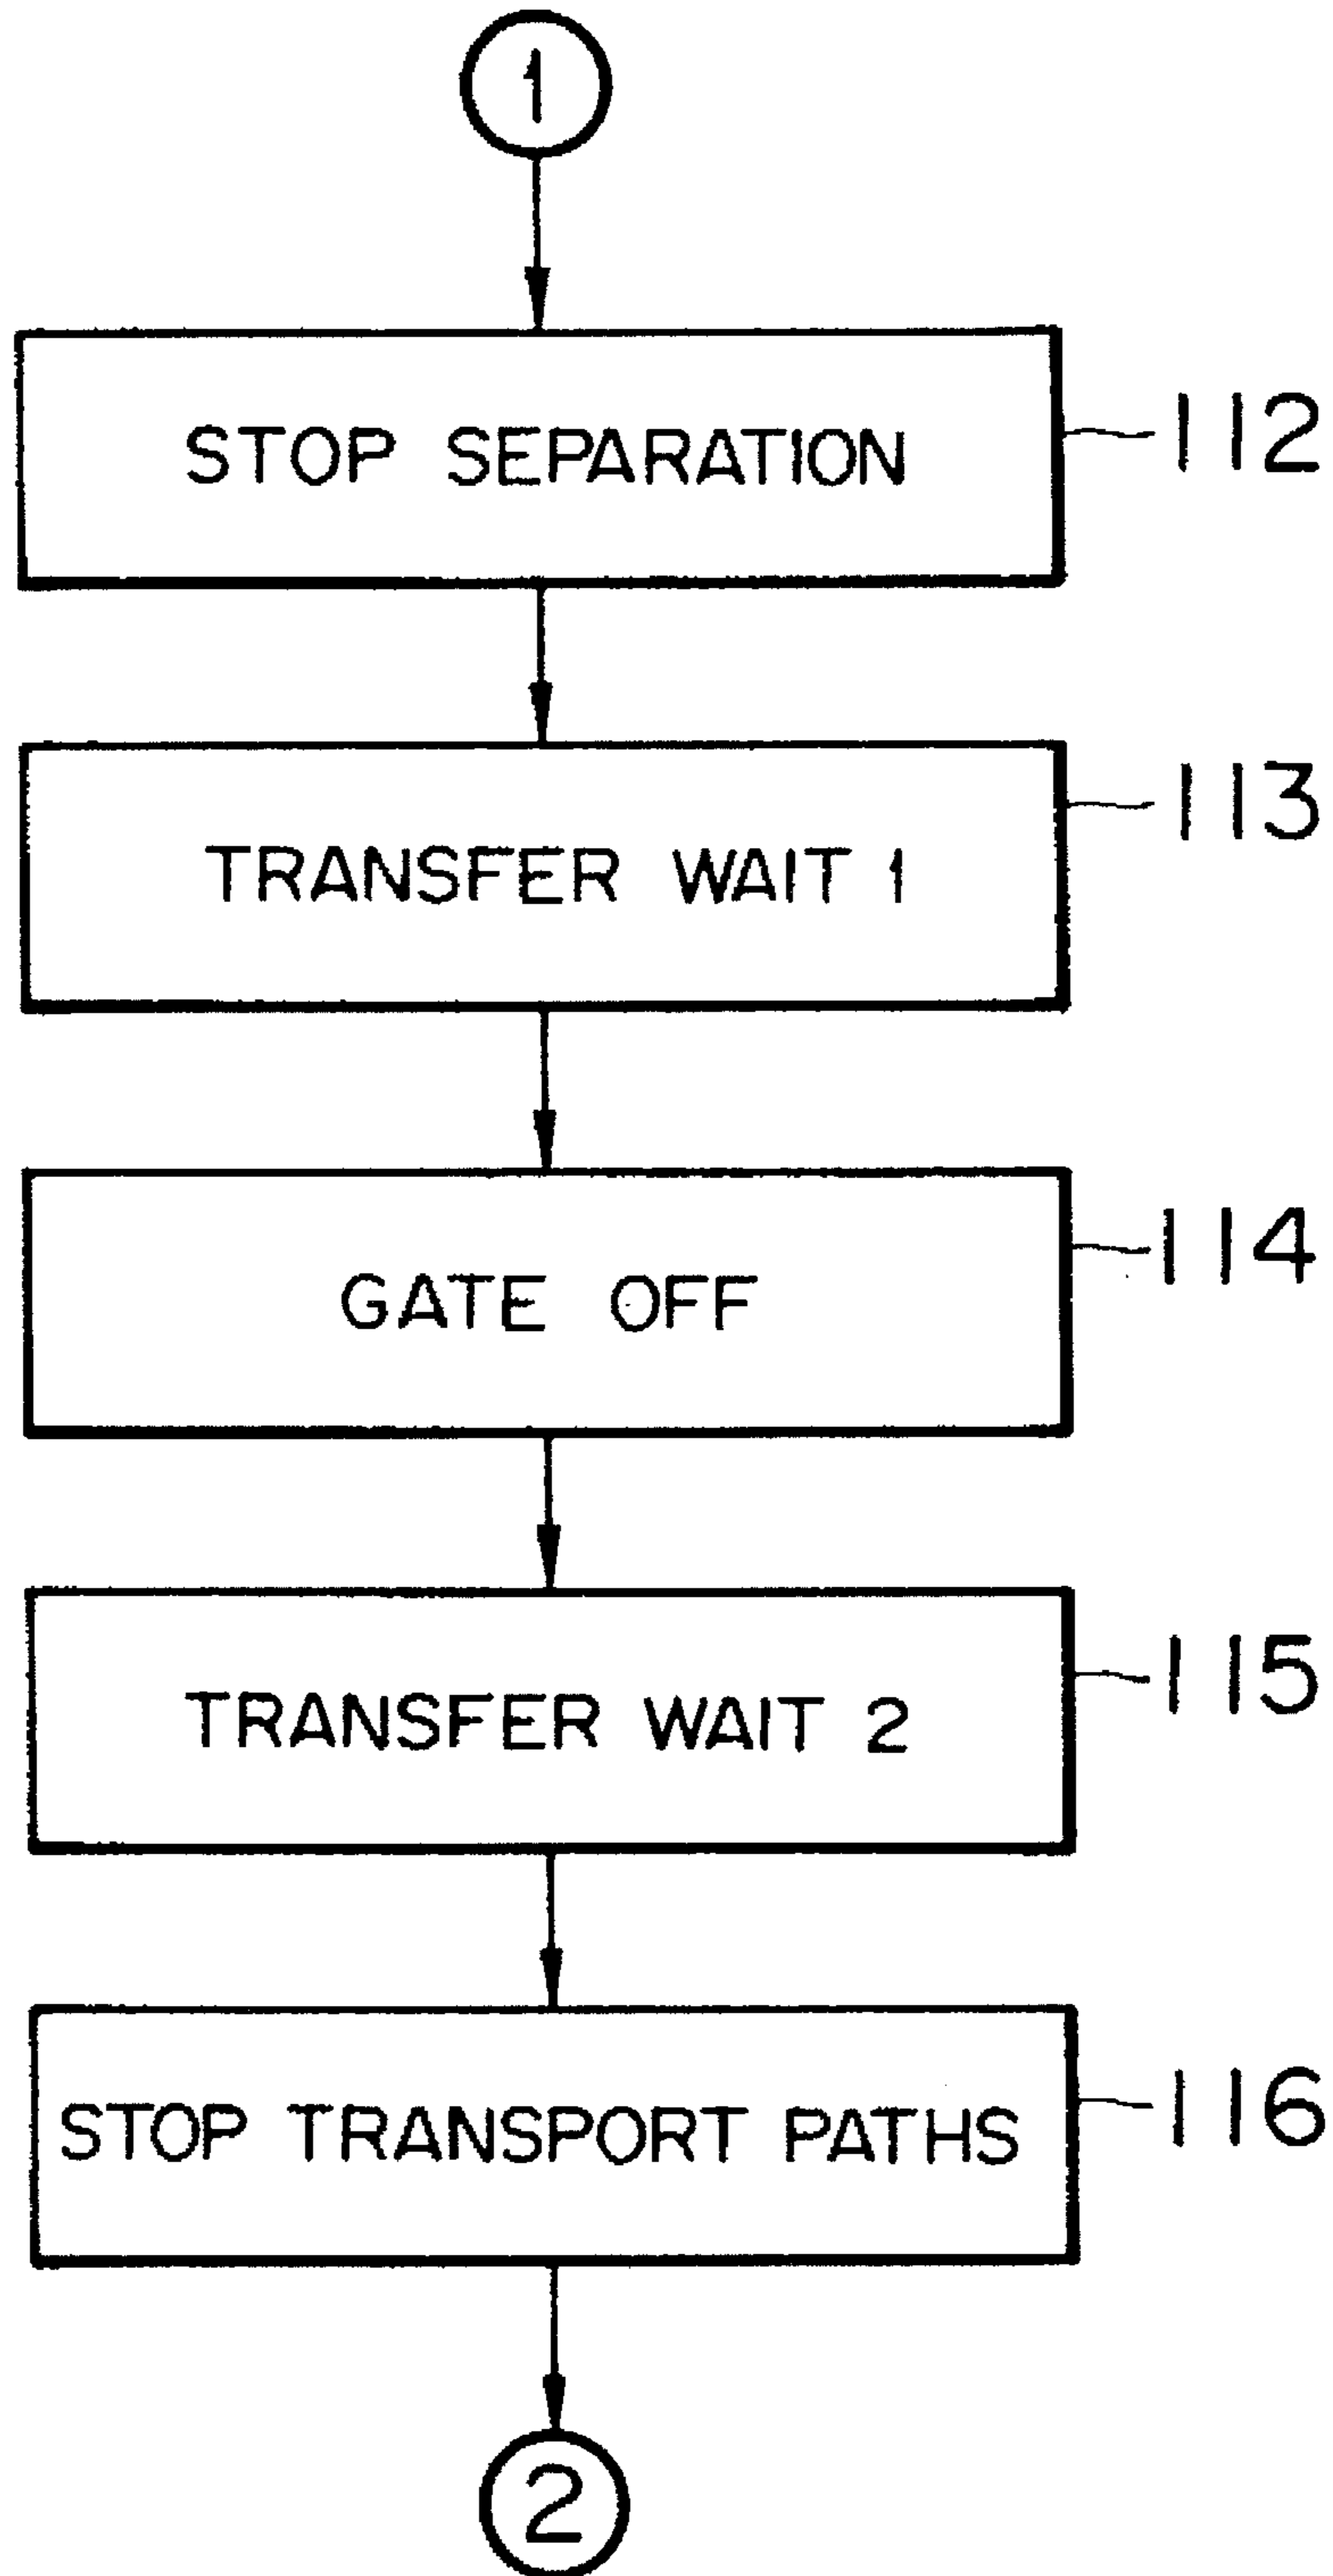 1
STOP SEPARATION
112
TRANSFER WAIT 1
113
GATE OFF
114
TRANSFER WAIT 2
115
STOP TRANSPORT PATHS
116
2